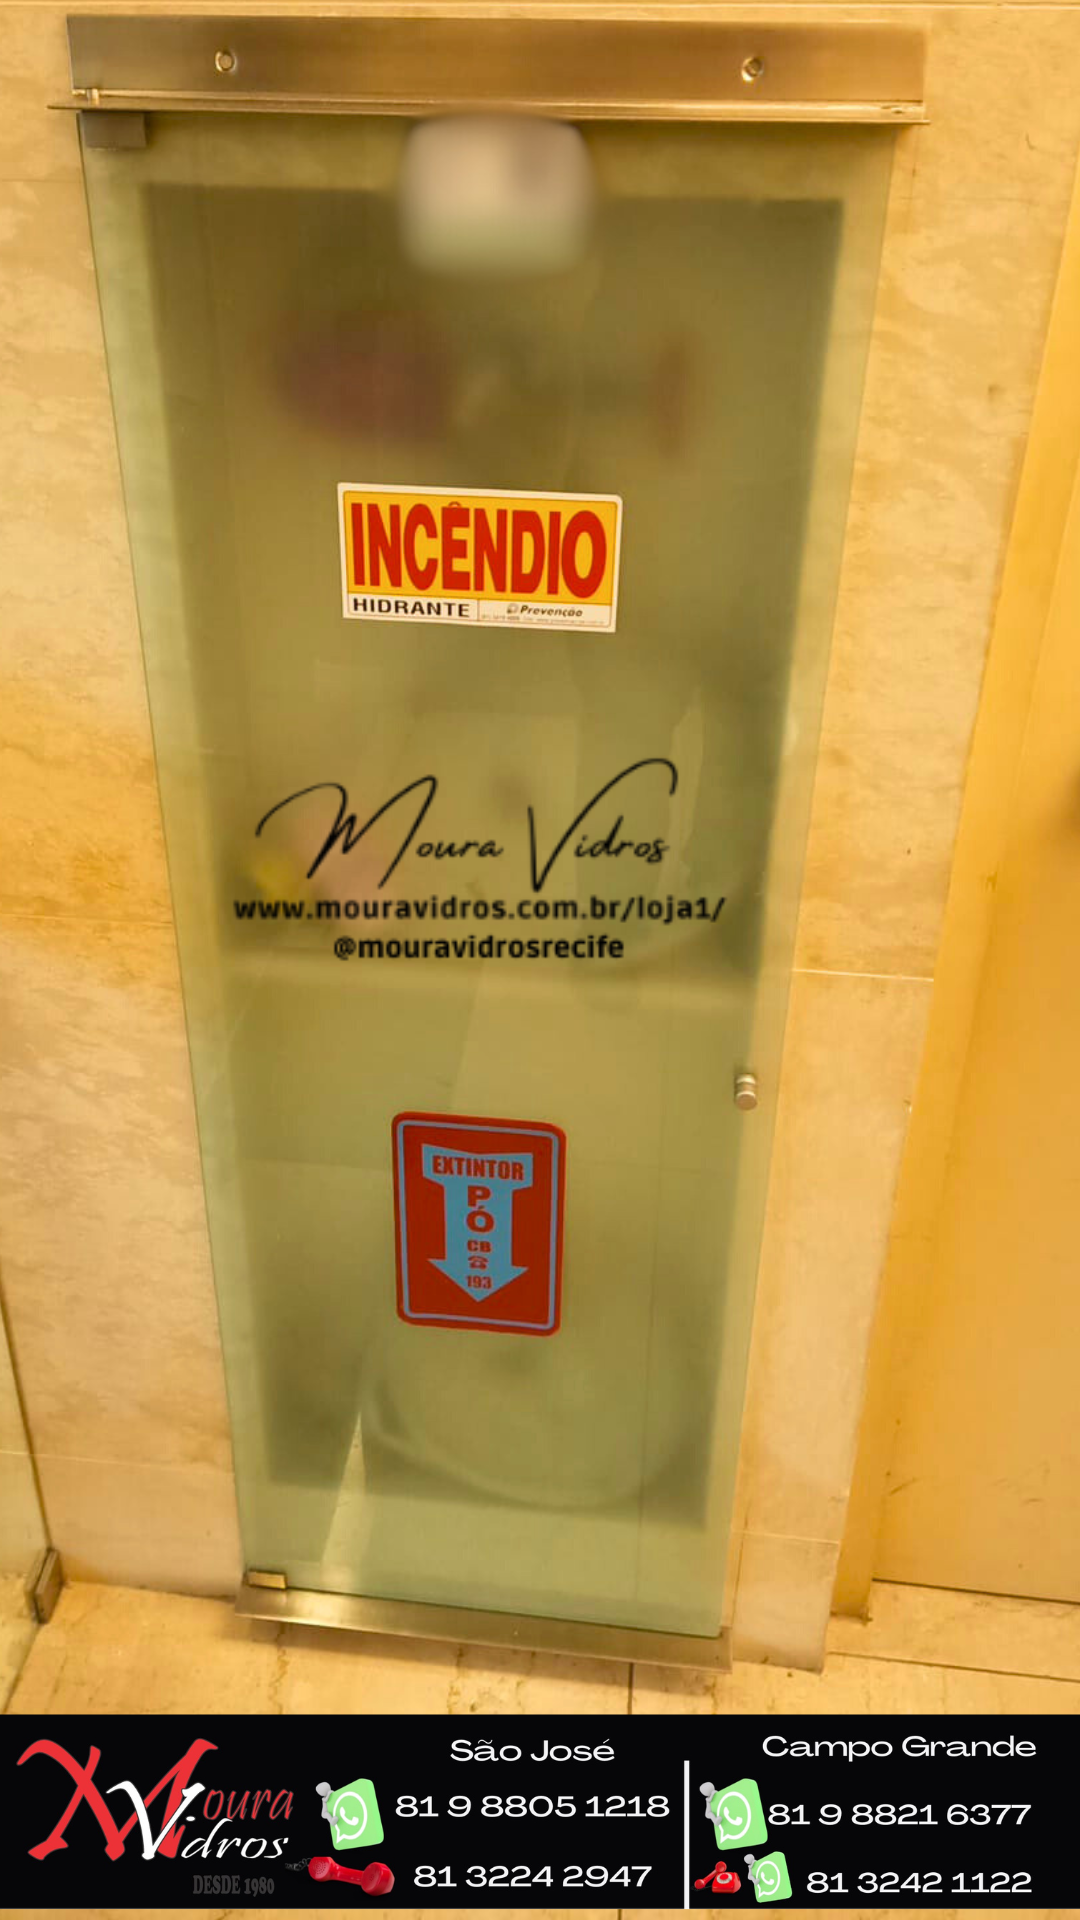 INCÊNDIO
HIDRANTE
Prevenção
Moura Vidros
www.mouravidros.com.br/loja1/
@mouravidrosrecife
EXTINTOR
PÓ
CB
193
Moura
Vidros
DESDE 1980
São José
81 9 8805 1218
81 3224 2947
Campo Grande
81 9 8821 6377
81 3242 1122